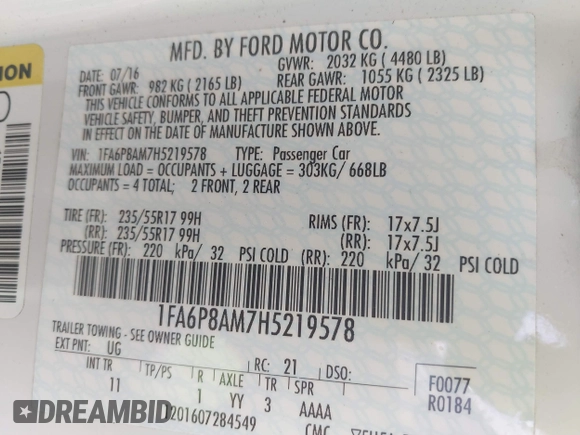 MFD. BY FORD MOTOR CO.
DATE: 07/16 GVWR: 2032 KG ( 4480 LB)
FRONT GAWR: 982 KG ( 2165 LB) REAR GAWR: 1055 KG ( 2325 LB)
THIS VEHICLE CONFORMS TO ALL APPLICABLE FEDERAL MOTOR
VEHICLE SAFETY, BUMPER, AND THEFT PREVENTION STANDARDS
IN EFFECT ON THE DATE OF MANUFACTURE SHOWN ABOVE.
VIN: 1FA6P8AM7H5219578 TYPE: Passenger Car
MAXIMUM LOAD = OCCUPANTS + LUGGAGE = 303KG/ 668LB
OCCUPANTS = 4 TOTAL; 2 FRONT, 2 REAR
TIRE (FR): 235/55R17 99H RIMS (FR): 17x7.5J
(RR): 235/55R17 99H (RR): 17x7.5J
PRESSURE (FR): 220 kPa/ 32 PSI COLD (RR): 220 kPa/ 32 PSI COLD
1FA6P8AM7H5219578
TRAILER TOWING - SEE OWNER GUIDE
EXT PNT: UG RC: 21 DSO:
F0077
R0184
INT TR TP/PS R AXLE TR SPR
11 1 YY 3 AAAA
201607284549
DREAMBID